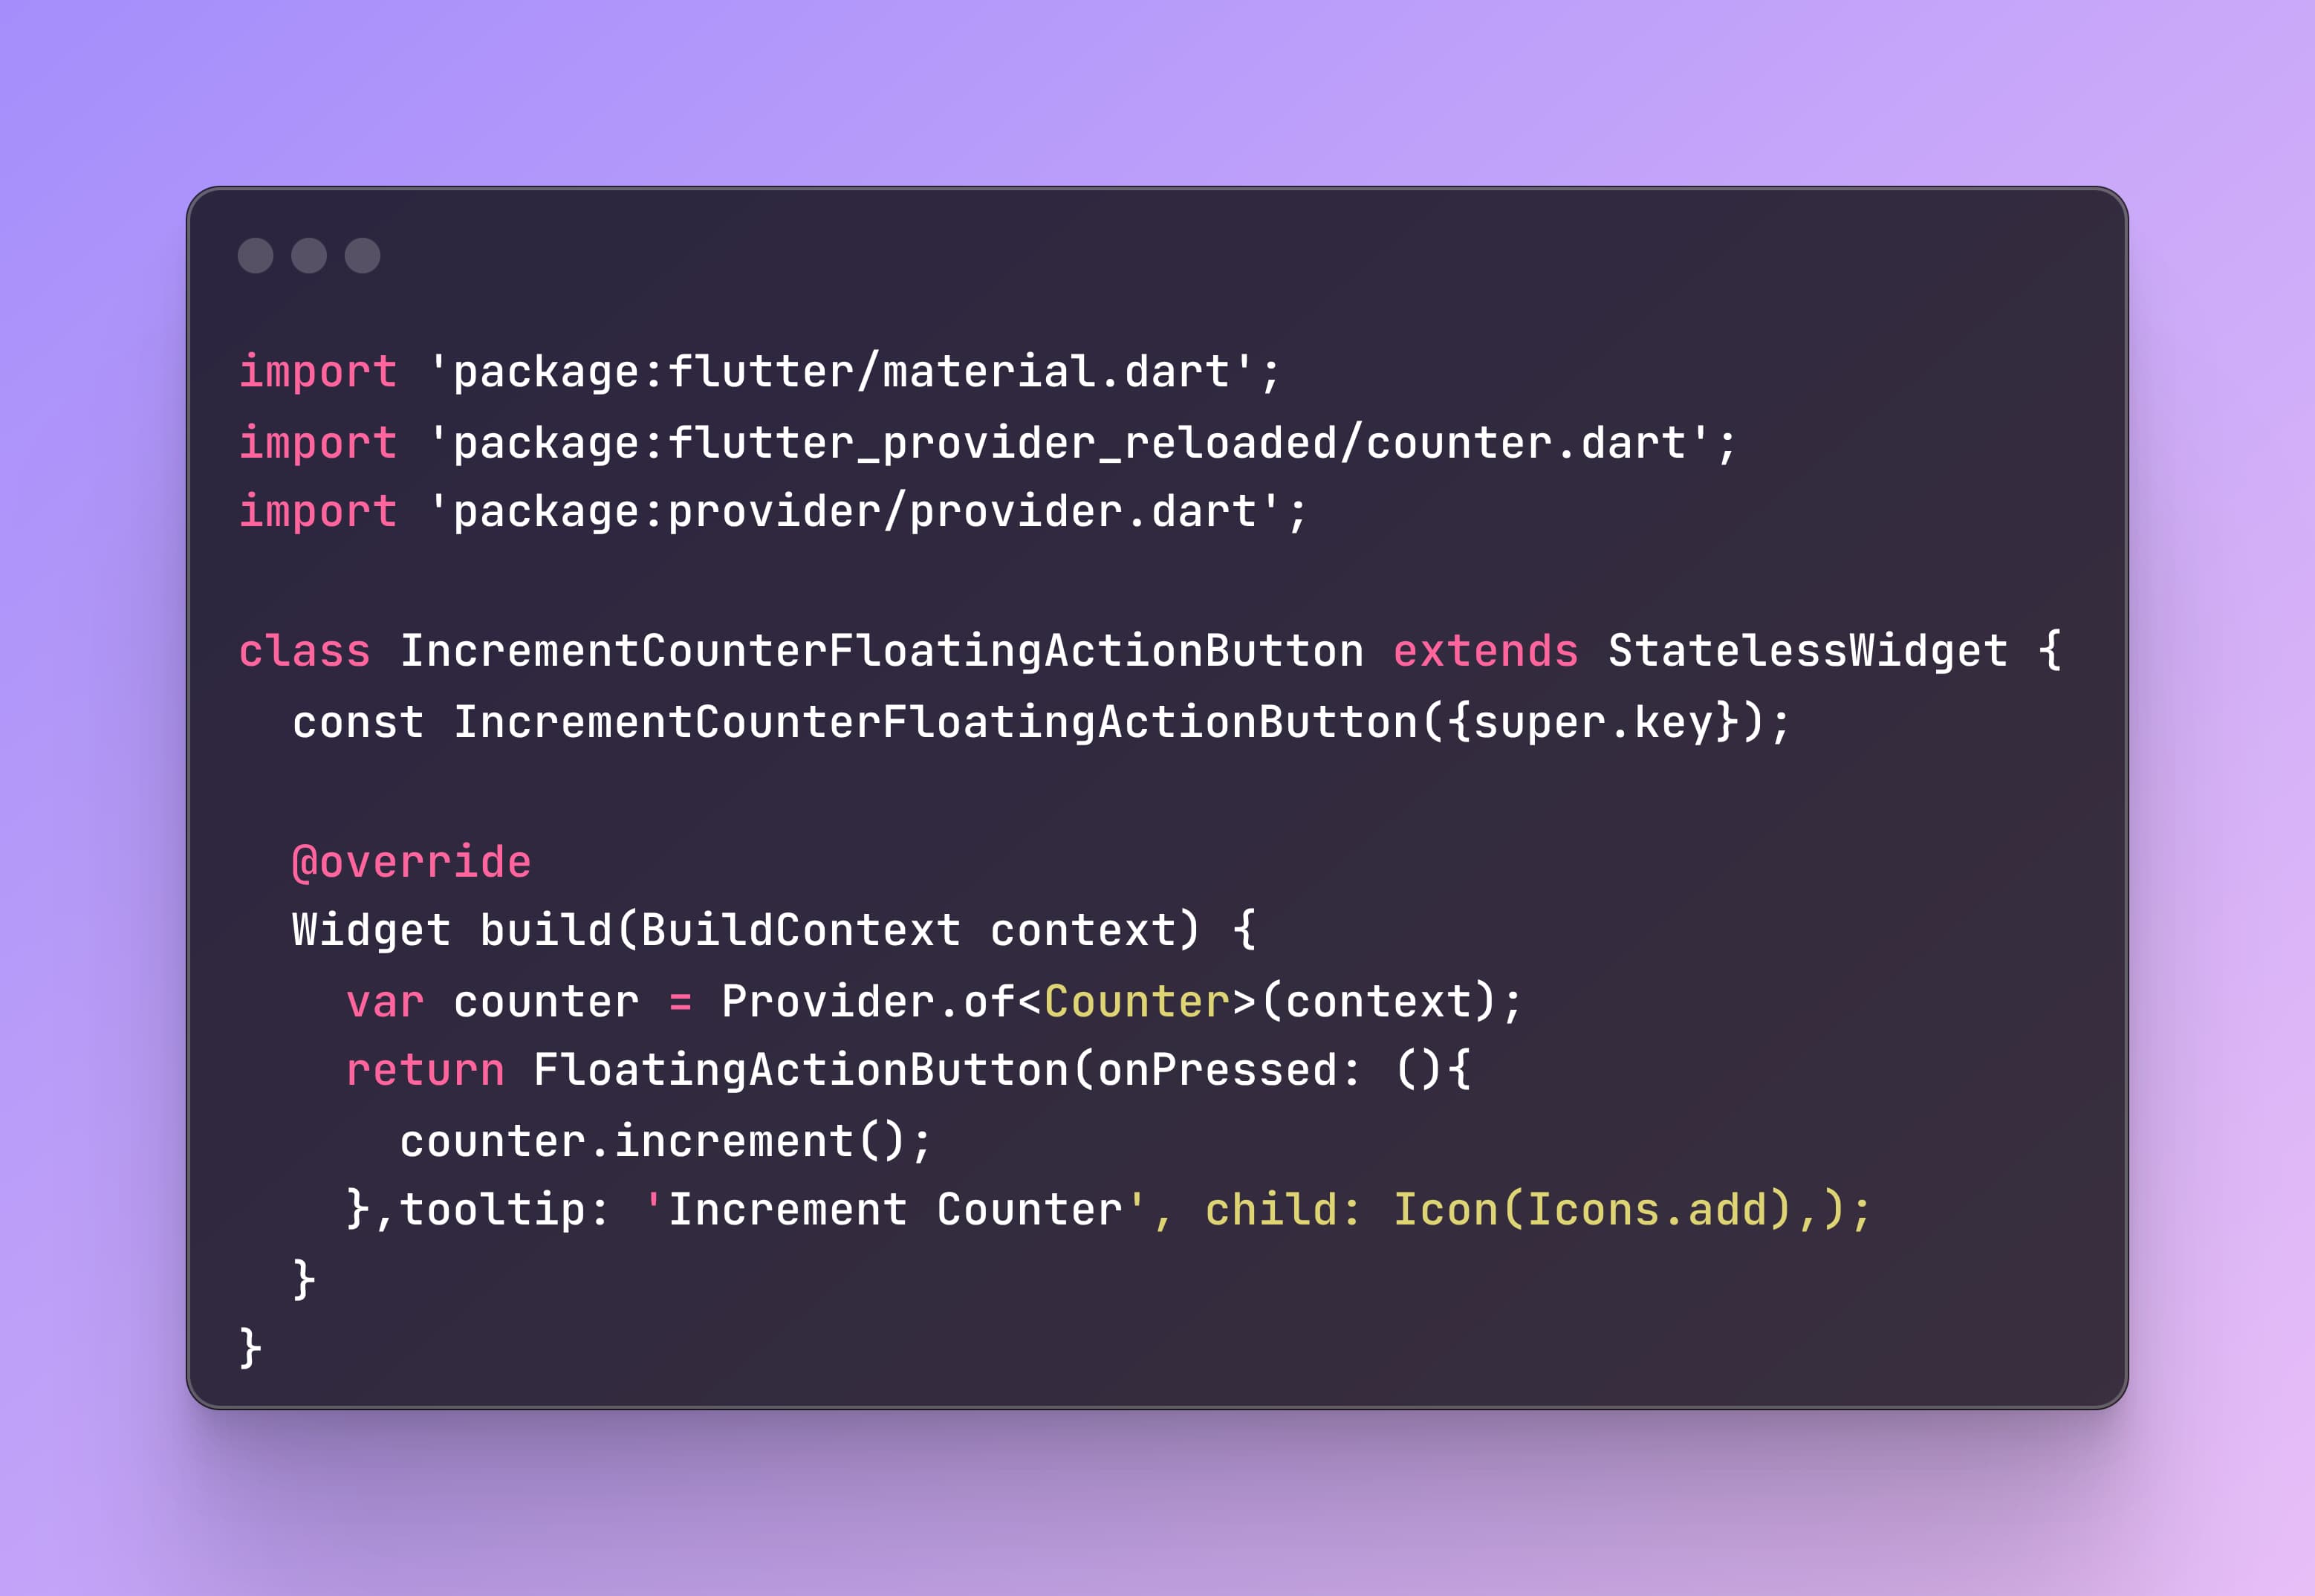 import 'package:flutter/material.dart';
import 'package:flutter_provider_reloaded/counter.dart';
import 'package:provider/provider.dart';

class IncrementCounterFloatingActionButton extends StatelessWidget {
  const IncrementCounterFloatingActionButton({super.key});

  @override
  Widget build(BuildContext context) {
    var counter = Provider.of<Counter>(context);
    return FloatingActionButton(onPressed: (){
      counter.increment();
    },tooltip: 'Increment Counter', child: Icon(Icons.add),);
  }
}